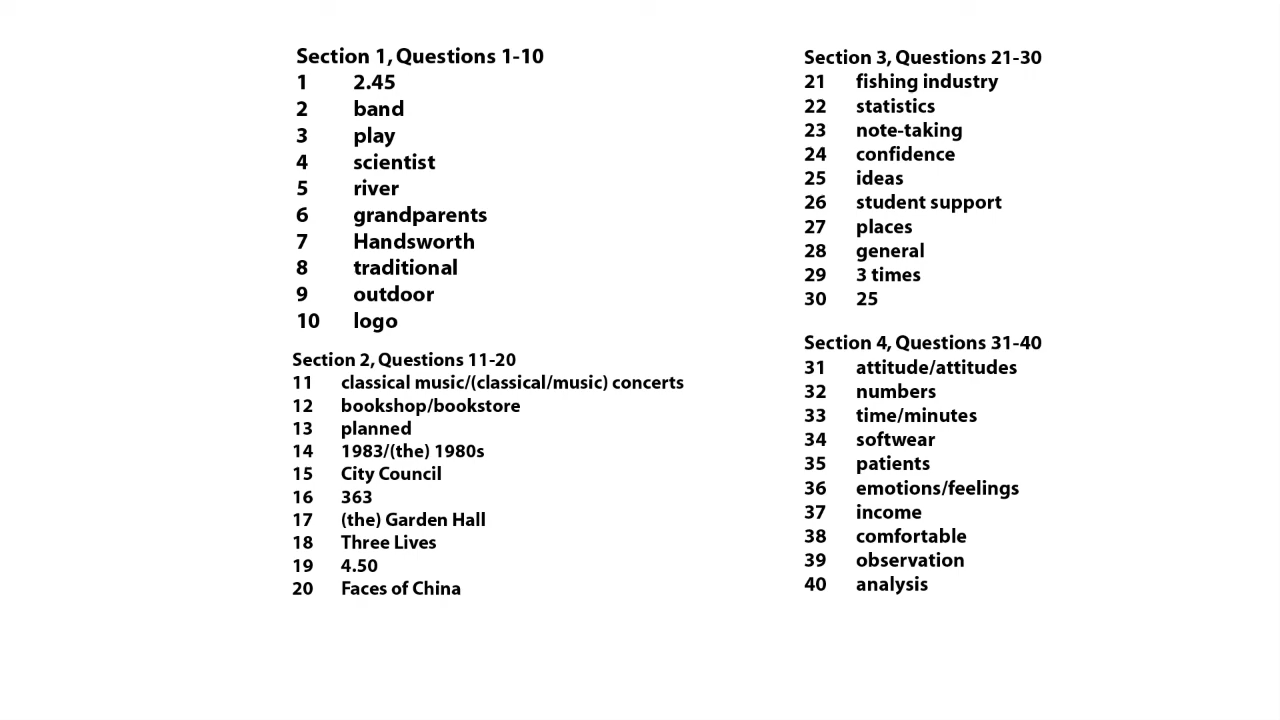 Section 1, Questions 1-10
1 2.45
2 band
3 play
4 scientist
5 river
6 grandparents
7 Handsworth
8 traditional
9 outdoor
10 logo
Section 2, Questions 11-20
11 classical music/(classical/music) concerts
12 bookshop/bookstore
13 planned
14 1983/(the) 1980s
15 City Council
16 363
17 (the) Garden Hall
18 Three Lives
19 4.50
20 Faces of China
Section 3, Questions 21-30
21 fishing industry
22 statistics
23 note-taking
24 confidence
25 ideas
26 student support
27 places
28 general
29 3 times
30 25
Section 4, Questions 31-40
31 attitude/attitudes
32 numbers
33 time/minutes
34 softwear
35 patients
36 emotions/feelings
37 income
38 comfortable
39 observation
40 analysis